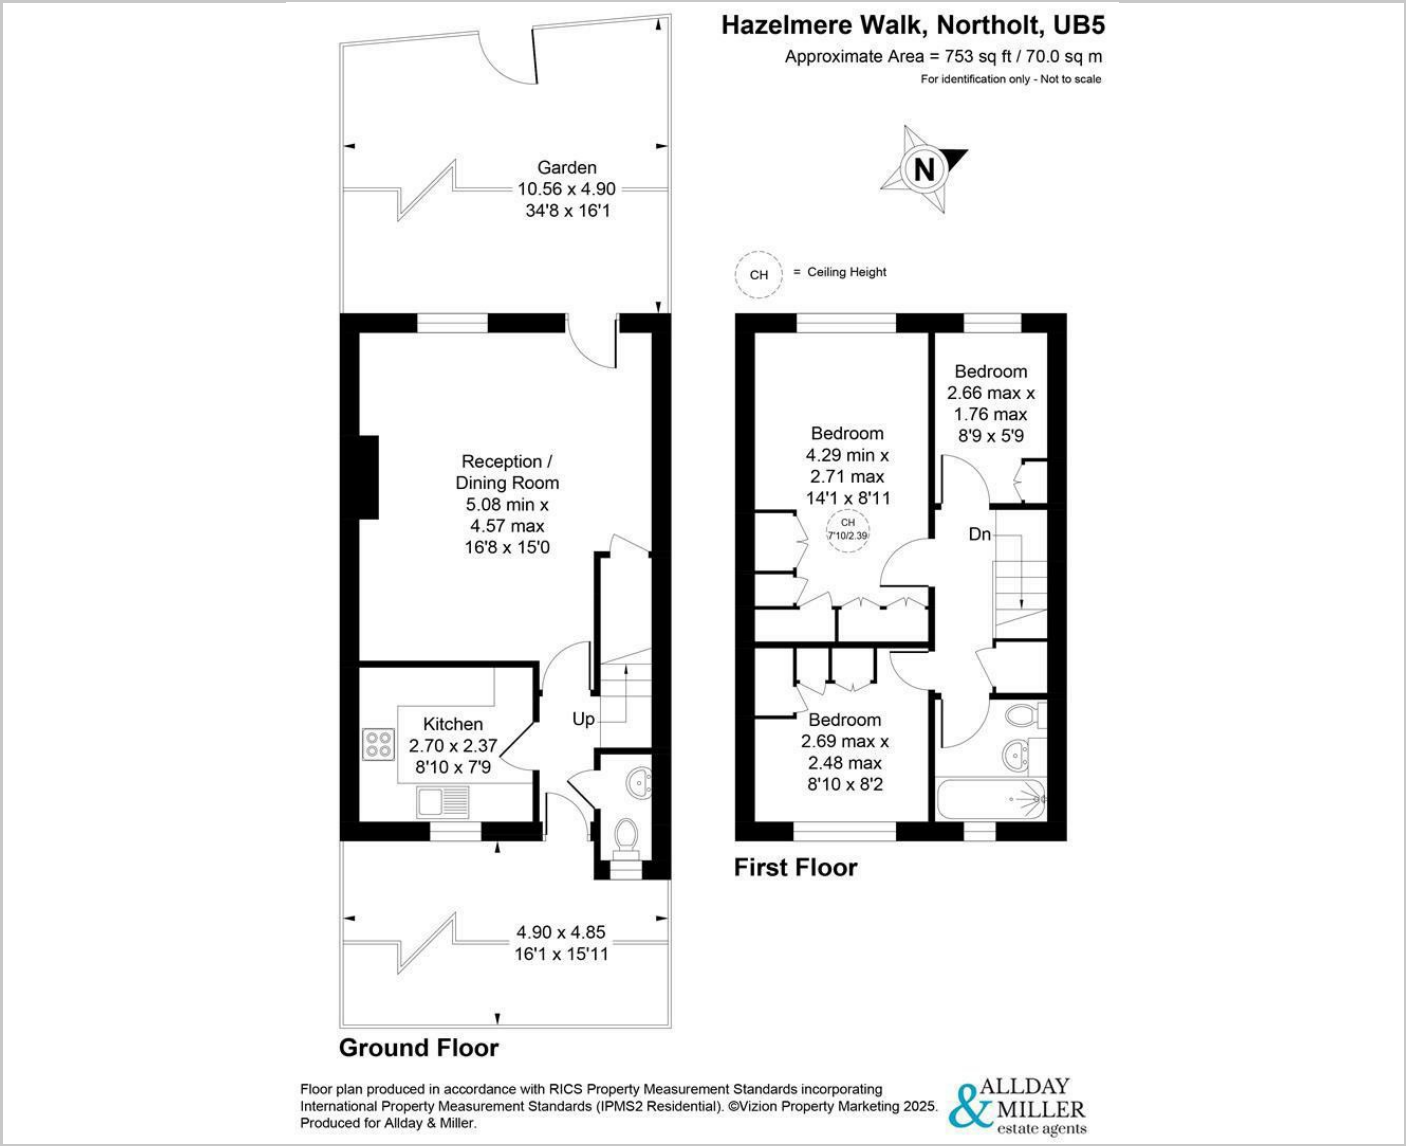 Hazelmere Walk, Northolt, UB5
Approximate Area = 753 sq ft / 70.0 sq m
For identification only - Not to scale
N
Garden
10.56 x 4.90
34'8 x 16'1
CH
= Ceiling Height
Reception /
Dining Room
5.08 min x
4.57 max
16'8 x 15'0
Kitchen
2.70 x 2.37
8'10 x 7'9
Up
4.90 x 4.85
16'1 x 15'11
Ground Floor
Bedroom
2.66 max x
1.76 max
8'9 x 5'9
Bedroom
4.29 min x
2.71 max
14'1 x 8'11
CH
7'10/2.39
Dn
Bedroom
2.69 max x
2.48 max
8'10 x 8'2
First Floor
Floor plan produced in accordance with RICS Property Measurement Standards incorporating
International Property Measurement Standards (IPMS2 Residential). ©Vizion Property Marketing 2025.
Produced for Allday & Miller.
ALLDAY
& MILLER
estate agents